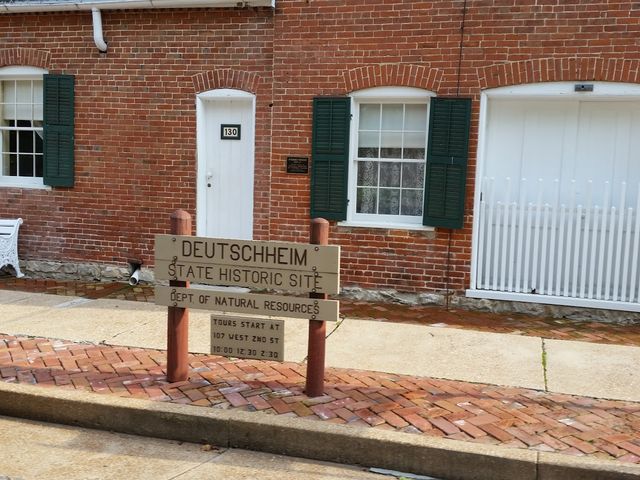 130
DEUTSCHHEIM
STATE HISTORIC SITE
DEPT. OF NATURAL RESOURCES
TOURS START AT
107 WEST 2ND ST
10:00 12:30 2:30